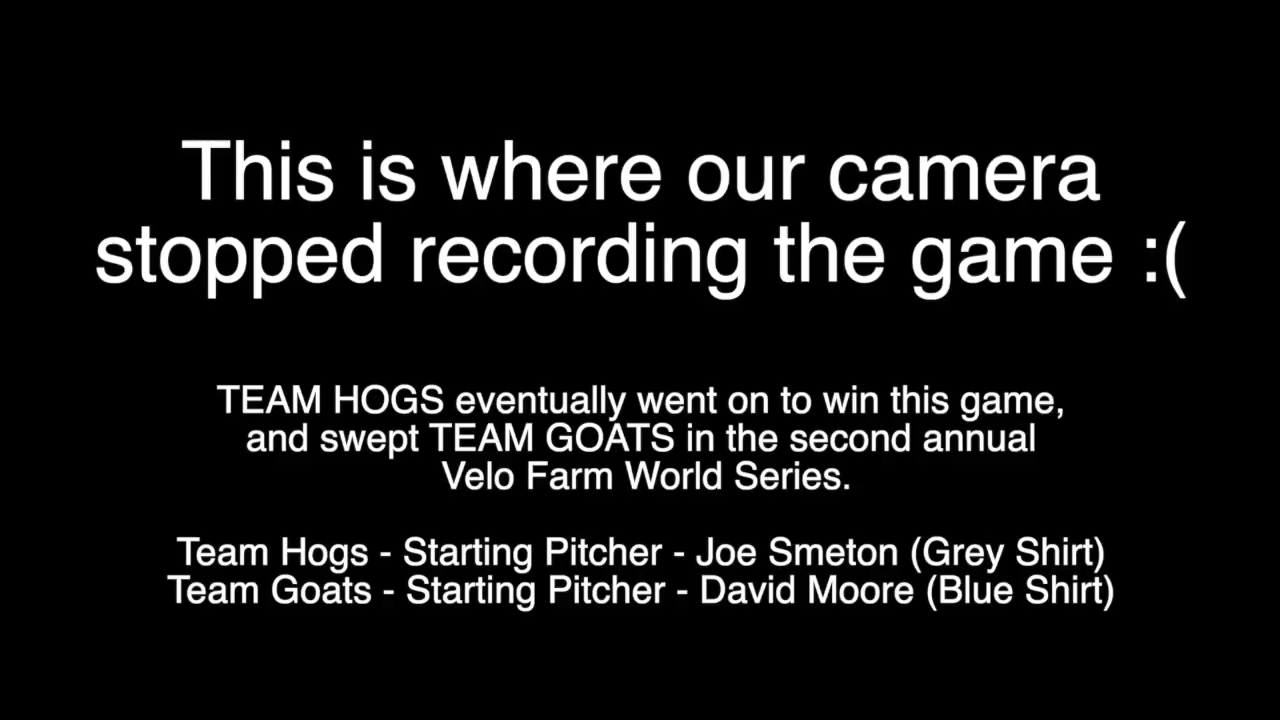 This is where our camera
stopped recording the game :(
TEAM HOGS eventually went on to win this game,
and swept TEAM GOATS in the second annual
Velo Farm World Series.
Team Hogs - Starting Pitcher - Joe Smeton (Grey Shirt)
Team Goats - Starting Pitcher - David Moore (Blue Shirt)